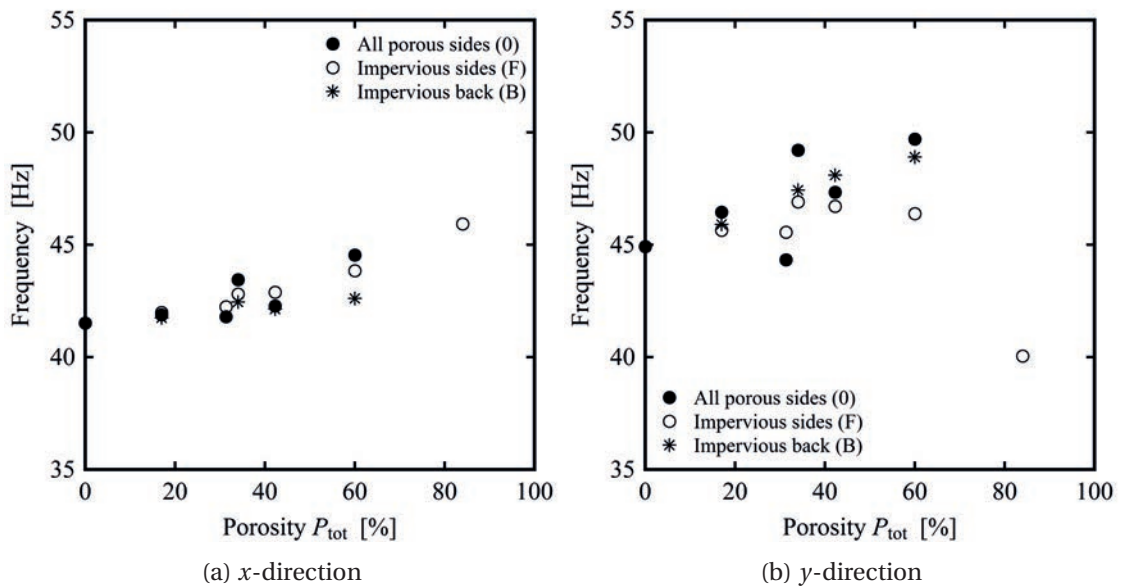 55
50
45
40
35
Frequency [Hz]
All porous sides (0)
Impervious sides (F)
Impervious back (B)
0 20 40 60 80 100
Porosity P_tot [%]
(a) x-direction
55
50
45
40
35
Frequency [Hz]
All porous sides (0)
Impervious sides (F)
Impervious back (B)
0 20 40 60 80 100
Porosity P_tot [%]
(b) y-direction